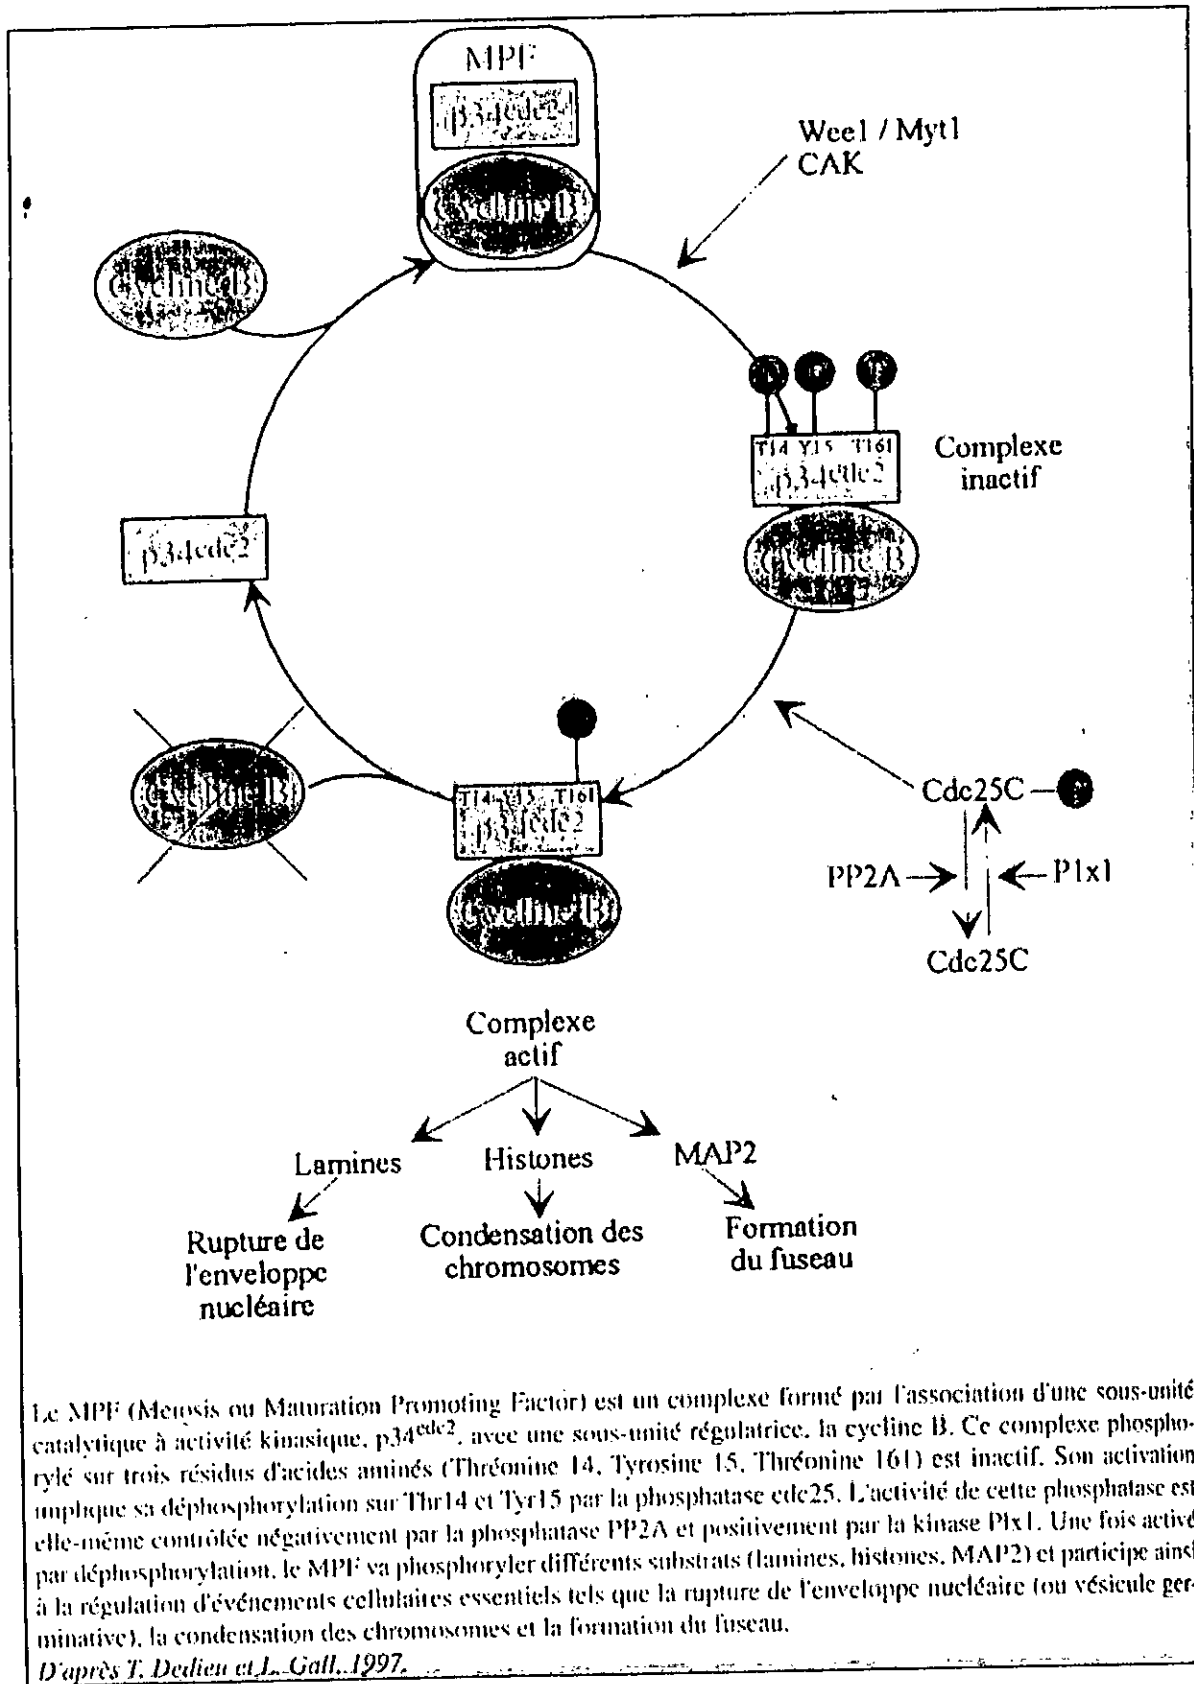 MPF
p34cdc2
Cycline B
Wee1 / Myt1
CAK
Cycline B
T14 Y15 T161
p34cdc2
Cycline B
Complexe
inactif
p34cdc2
Cycline B
T14 Y15 T161
p34cdc2
Cycline B
Cdc25C
PP2A
Plx1
Cdc25C
Complexe
actif
Lamines
Histones
MAP2
Rupture de
l'enveloppe
nucléaire
Condensation des
chromosomes
Formation
du fuseau
Le MPF (Meiosis ou Maturation Promoting Factor) est un complexe formé par l'association d'une sous-unité
catalytique à activité kinasique, p34cdc2, avec une sous-unité régulatrice, la cycline B. Ce complexe phospho-
rylé sur trois résidus d'acides aminés (Thréonine 14, Tyrosine 15, Thréonine 161) est inactif. Son activation
implique sa déphosphorylation sur Thr14 et Tyr15 par la phosphatase cdc25. L'activité de cette phosphatase est
elle-même contrôlée négativement par la phosphatase PP2A et positivement par la kinase Plx1. Une fois activé
par déphosphorylation, le MPF va phosphoryler différents substrats (lamines, histones, MAP2) et participe ainsi
à la régulation d'événements cellulaires essentiels tels que la rupture de l'enveloppe nucléaire (ou vésicule ger-
minative), la condensation des chromosomes et la formation du fuseau.
D'après T. Dedieu et L. Gall, 1997.